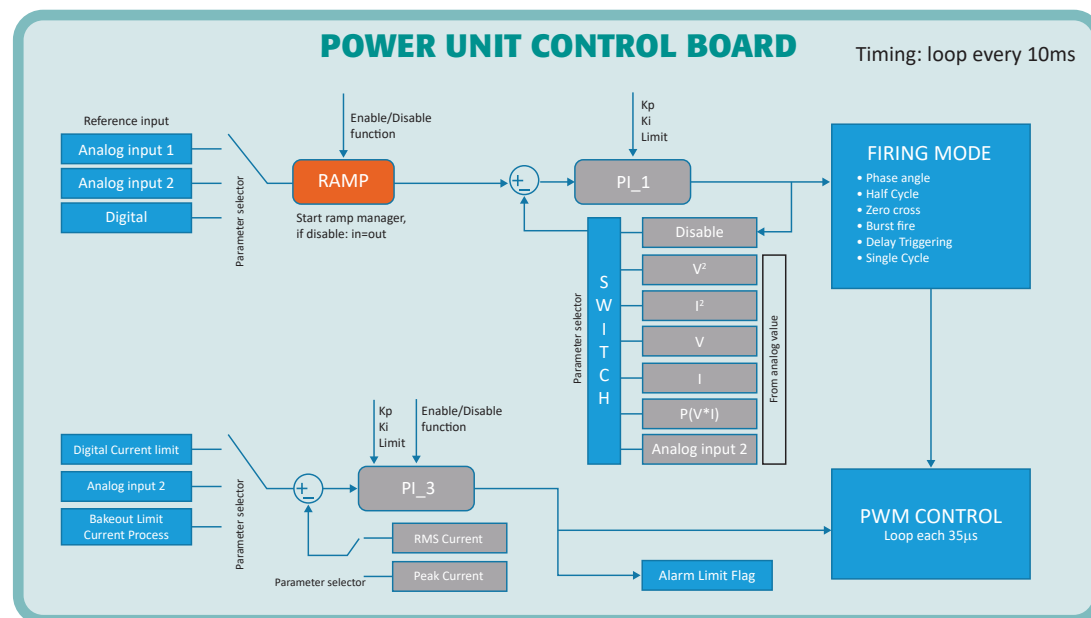 POWER UNIT CONTROL BOARD
Timing: loop every 10ms
Reference input
Analog input 1
Analog input 2
Digital
Parameter selector
Enable/Disable
function
RAMP
Start ramp manager,
if disable: in=out
+
−
Kp
Ki
Limit
PI_1
FIRING MODE
• Phase angle
• Half Cycle
• Zero cross
• Burst fire
• Delay Triggering
• Single Cycle
Parameter selector
SWITCH
Disable
V²
I²
V
I
P(V*I)
Analog input 2
From analog value
Digital Current limit
Analog input 2
Bakeout Limit
Current Process
Parameter selector
+
−
Kp
Ki
Limit
Enable/Disable
function
PI_3
RMS Current
Peak Current
Parameter selector
Alarm Limit Flag
PWM CONTROL
Loop each 35µs